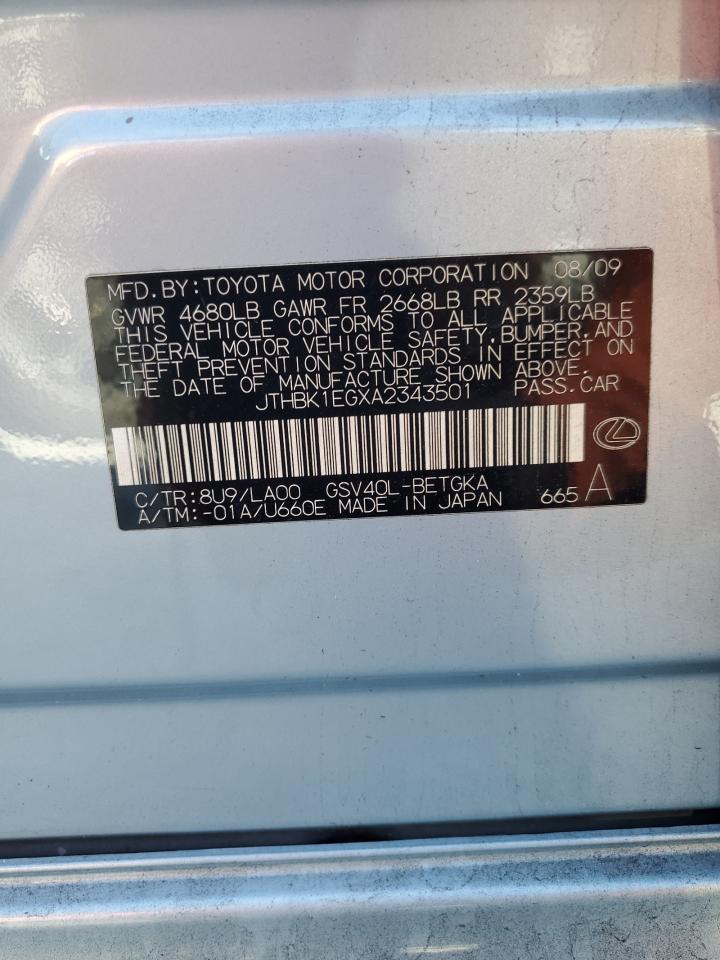 MFD.BY:TOYOTA MOTOR CORPORATION 08/09
GVWR 4680LB GAWR FR 2668LB RR 2359LB
THIS VEHICLE CONFORMS TO ALL APPLICABLE
FEDERAL MOTOR VEHICLE SAFETY,BUMPER,AND
THEFT PREVENTION STANDARDS IN EFFECT ON
THE DATE OF MANUFACTURE SHOWN ABOVE.
JTHBK1EGXA2343501 PASS.CAR
C/TR:8U9/LA00 GSV40L-BETGKA
A/TM:-01A/U660E MADE IN JAPAN 665 A